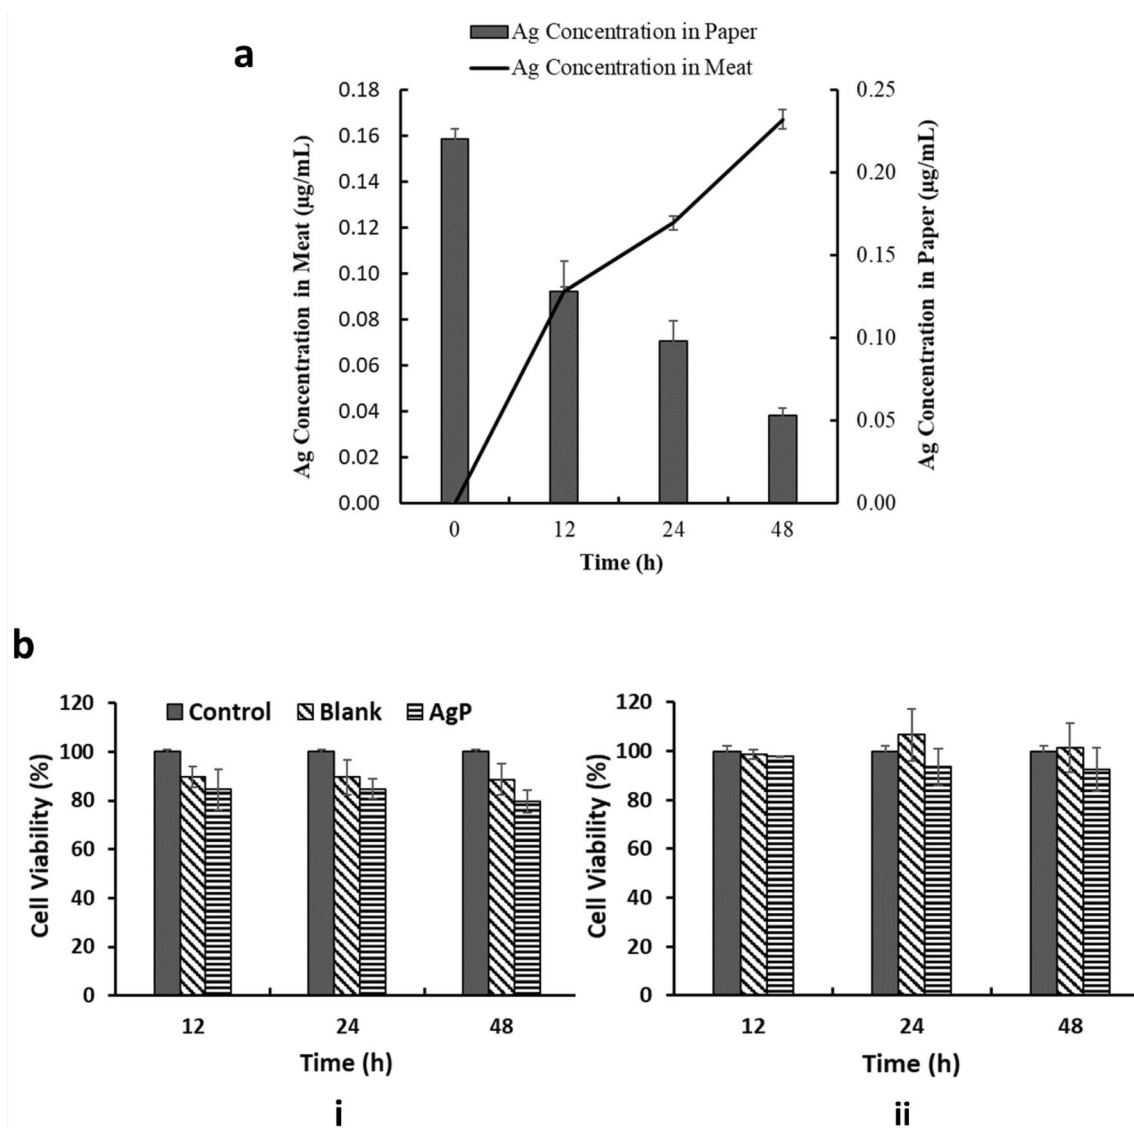 a
Ag Concentration in Paper
Ag Concentration in Meat
Ag Concentration in Meat (µg/mL)
0.18
0.16
0.14
0.12
0.10
0.08
0.06
0.04
0.02
0.00
0.25
0.20
0.15
0.10
0.05
0.00
Ag Concentration in Paper (µg/mL)
0 12 24 48
Time (h)
b
Cell Viability (%)
120
100
80
60
40
20
0
Control Blank AgP
12 24 48
Time (h)
i
Cell Viability (%)
120
100
80
60
40
20
0
12 24 48
Time (h)
ii